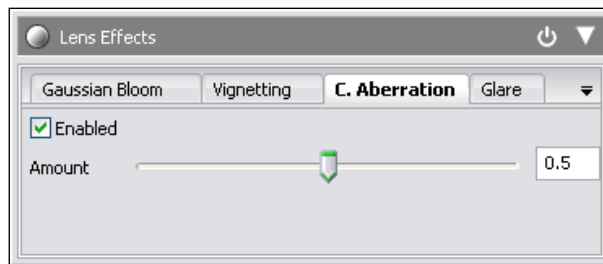 Lens Effects
Gaussian Bloom Vignetting C. Aberration Glare
Enabled
Amount 0.5